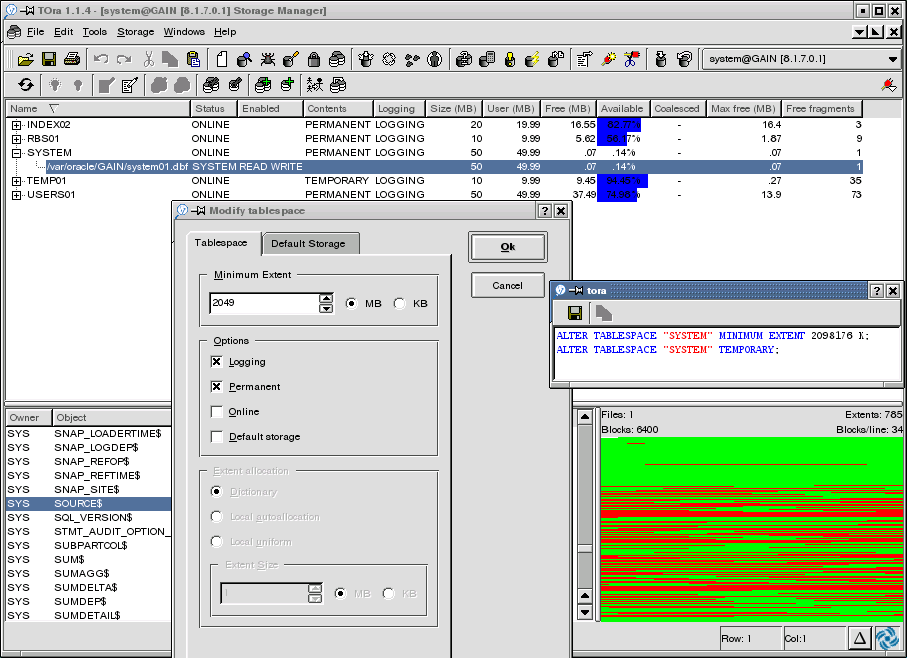 TOra 1.1.4 - [system@GAIN [8.1.7.0.1] Storage Manager]
File Edit Tools Storage Windows Help
system@GAIN [8.1.7.0.1]
Name Status Enabled Contents Logging Size (MB) User (MB) Free (MB) Available Coalesced Max free (MB) Free fragments
INDEX02 ONLINE PERMANENT LOGGING 20 19.99 16.55 - 16.4 3
RBS01 ONLINE PERMANENT LOGGING 10 9.99 5.62 - 1.87 9
SYSTEM ONLINE PERMANENT LOGGING 50 49.99 .07 .14% - .07 1
/var/oracle/GAIN/system01.dbf SYSTEM READ WRITE 50 49.99 .07 .14% - .07 1
TEMP01 ONLINE TEMPORARY LOGGING 10 9.99 9.45 - .27 35
USERS01 ONLINE PERMANENT LOGGING 50 49.99 37.49 - 13.9 73
Modify tablespace
Tablespace Default Storage
Ok
Cancel
Minimum Extent
2049 MB KB
Options
Logging
Permanent
Online
Default storage
Extent allocation
Dictionary
Local autoallocation
Local uniform
Extent Size
1 MB KB
tora
ALTER TABLESPACE "SYSTEM" MINIMUM EXTENT 2098176 K;
ALTER TABLESPACE "SYSTEM" TEMPORARY;
Owner Object
SYS SNAP_LOADERTIME$
SYS SNAP_LOGDEP$
SYS SNAP_REFOP$
SYS SNAP_REFTIME$
SYS SNAP_SITE$
SYS SOURCE$
SYS SQL_VERSION$
SYS STMT_AUDIT_OPTION_
SYS SUBPARTCOL$
SYS SUM$
SYS SUMAGG$
SYS SUMDELTA$
SYS SUMDEP$
SYS SUMDETAIL$
Files: 1 Extents: 785
Blocks: 6400 Blocks/line: 34
Row: 1 Col:1